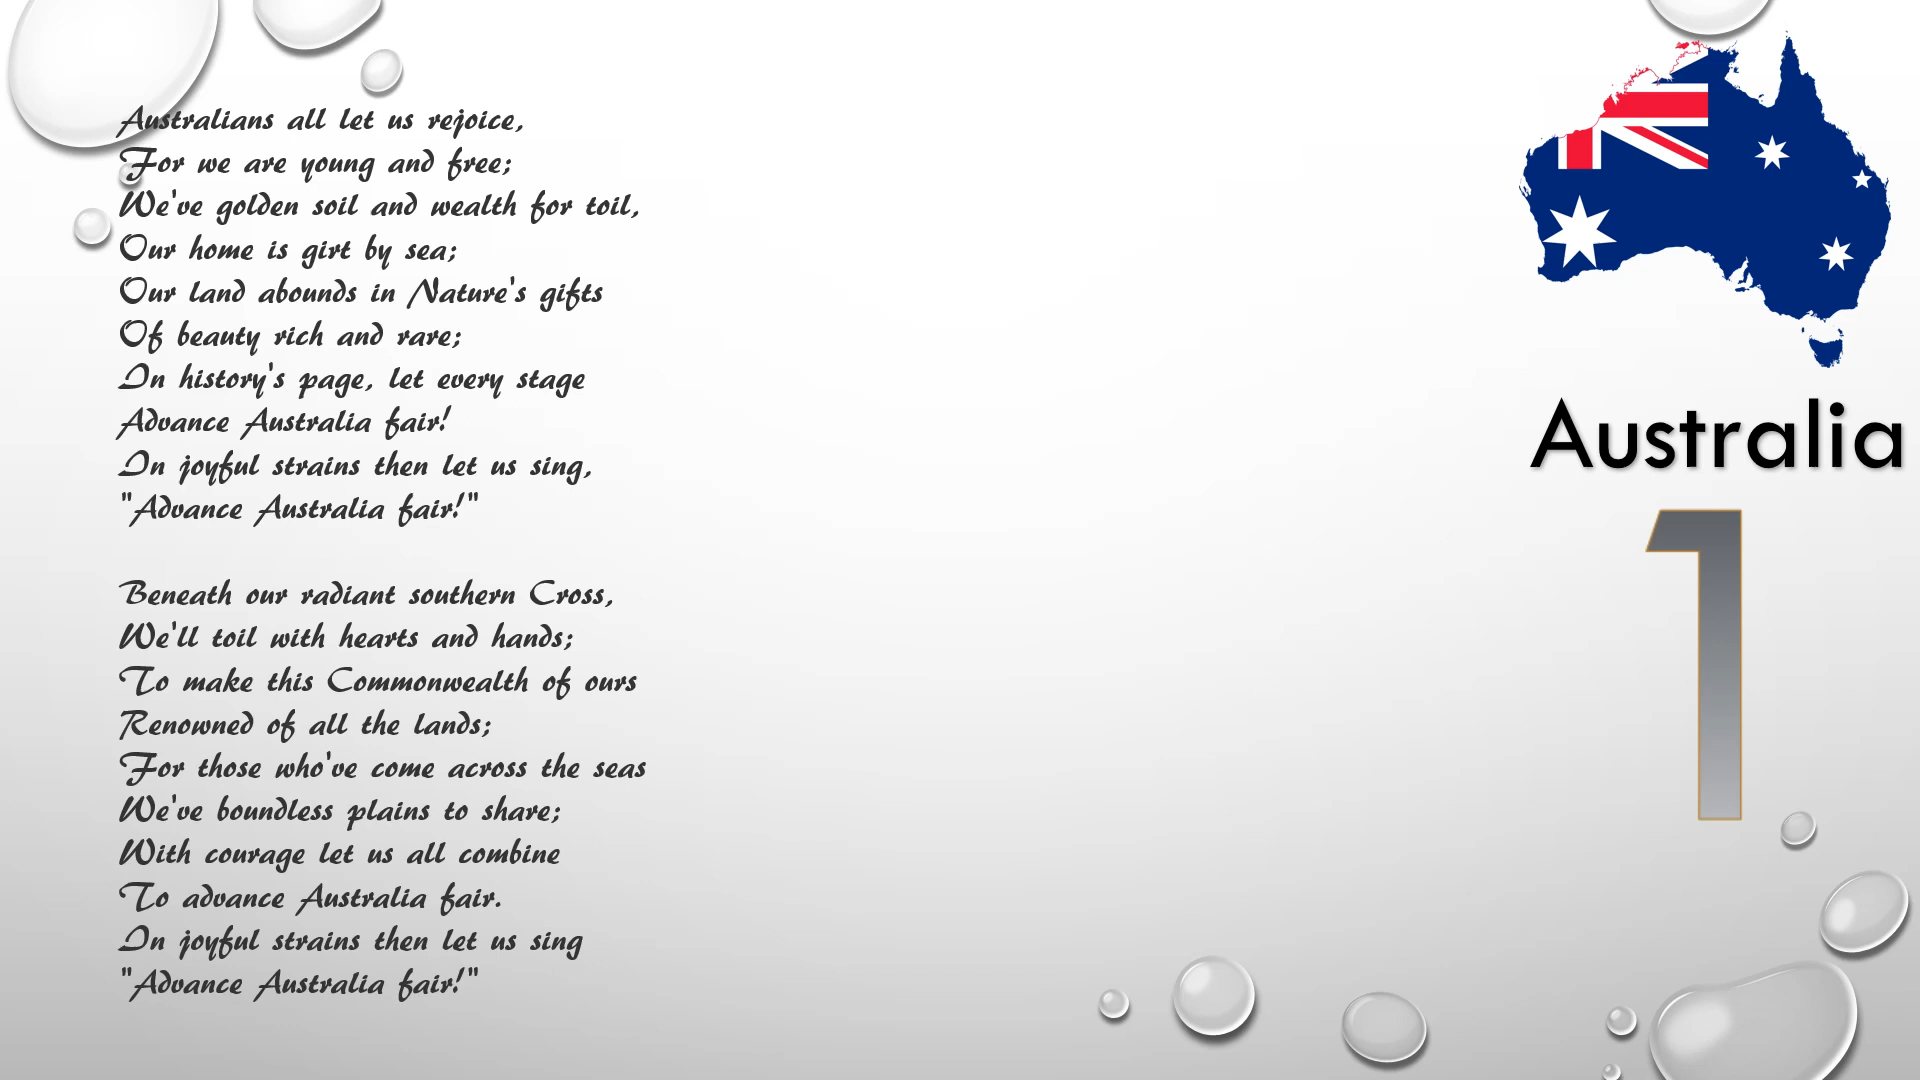 Australians all let us rejoice,
For we are young and free;
We've golden soil and wealth for toil,
Our home is girt by sea;
Our land abounds in Nature's gifts
Of beauty rich and rare;
In history's page, let every stage
Advance Australia fair!
In joyful strains then let us sing,
"Advance Australia fair!"
Beneath our radiant southern Cross,
We'll toil with hearts and hands;
To make this Commonwealth of ours
Renowned of all the lands;
For those who've come across the seas
We've boundless plains to share;
With courage let us all combine
To advance Australia fair.
In joyful strains then let us sing
"Advance Australia fair!"
Australia
1